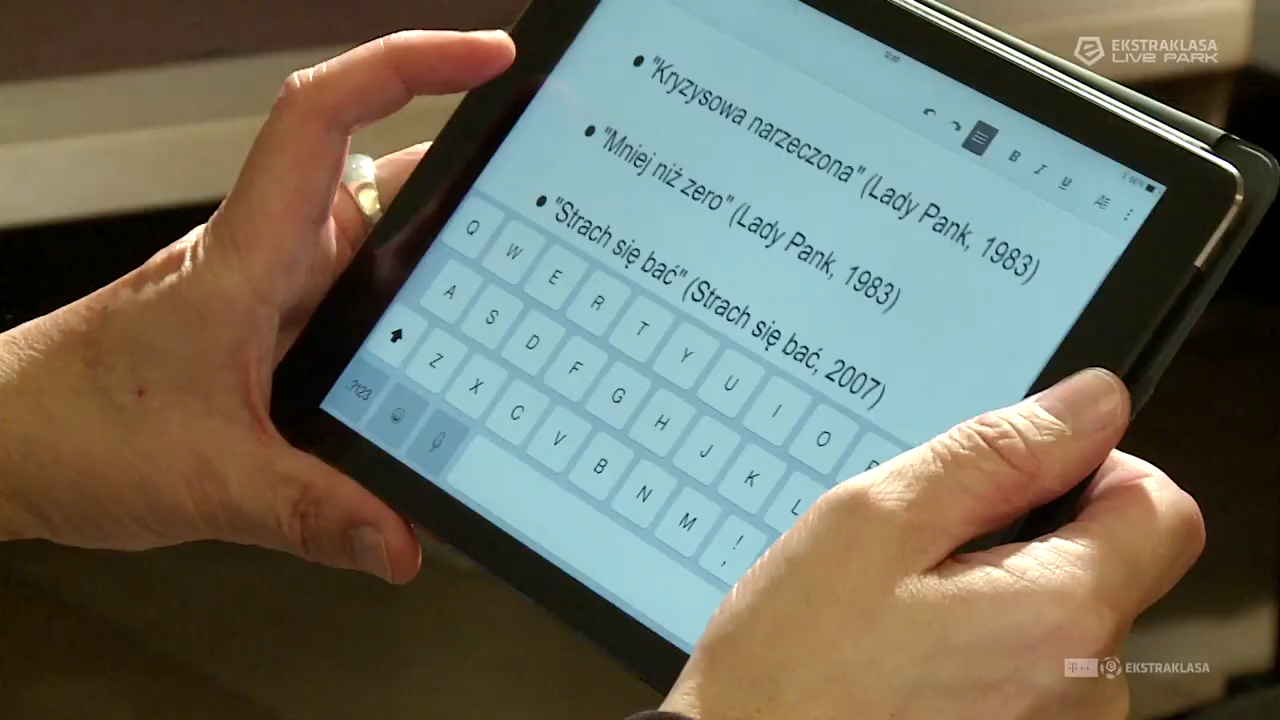 EKSTRAKLASA
LIVE PARK
B I U
Æ
"Kryzysowa narzeczona" (Lady Pank, 1983)
"Mniej niż zero" (Lady Pank, 1983)
"Strach się bać" (Strach się bać, 2007)
Q W E R T Y U I O P
A S D F G H J K L
Z X C V B N M ! ,
.?123
EKSTRAKLASA